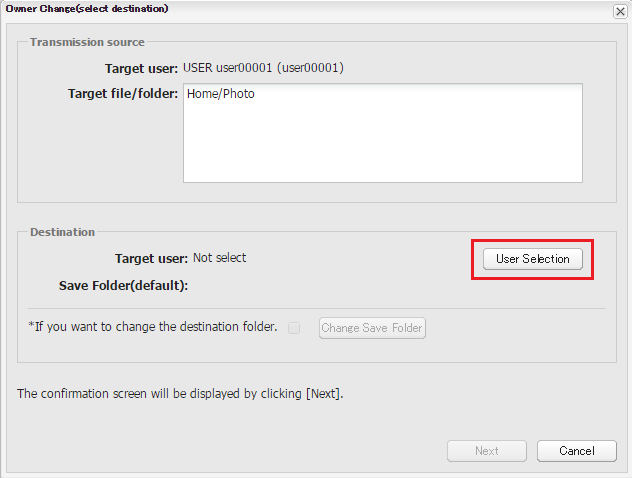 Owner Change(select destination)
Transmission source
Target user: USER user00001 (user00001)
Target file/folder: Home/Photo
Destination
Target user: Not select
User Selection
Save Folder(default):
*If you want to change the destination folder.
Change Save Folder
The confirmation screen will be displayed by clicking [Next].
Next
Cancel